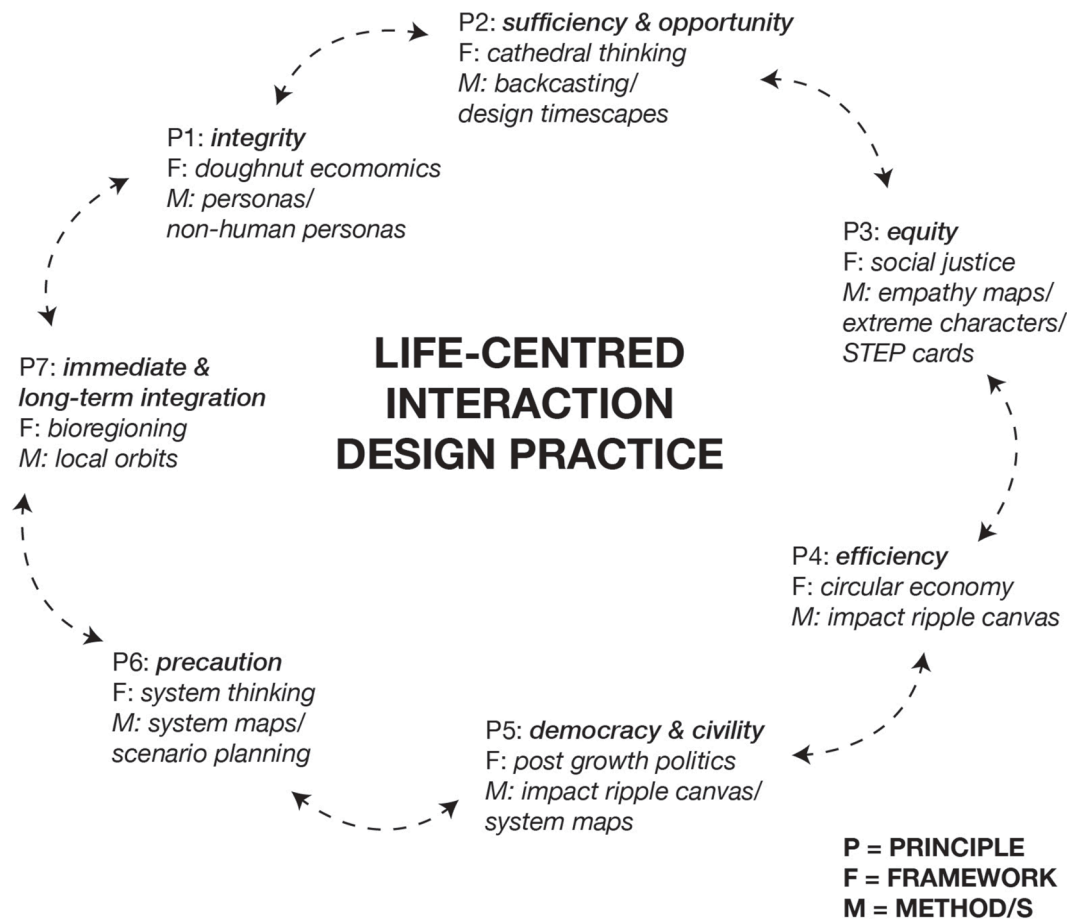 P2: sufficiency & opportunity
F: cathedral thinking
M: backcasting/
design timescapes
P1: integrity
F: doughnut ecomomics
M: personas/
non-human personas
P3: equity
F: social justice
M: empathy maps/
extreme characters/
STEP cards
LIFE-CENTRED
INTERACTION
DESIGN PRACTICE
P7: immediate &
long-term integration
F: bioregioning
M: local orbits
P4: efficiency
F: circular economy
M: impact ripple canvas
P6: precaution
F: system thinking
M: system maps/
scenario planning
P5: democracy & civility
F: post growth politics
M: impact ripple canvas/
system maps
P = PRINCIPLE
F = FRAMEWORK
M = METHOD/S